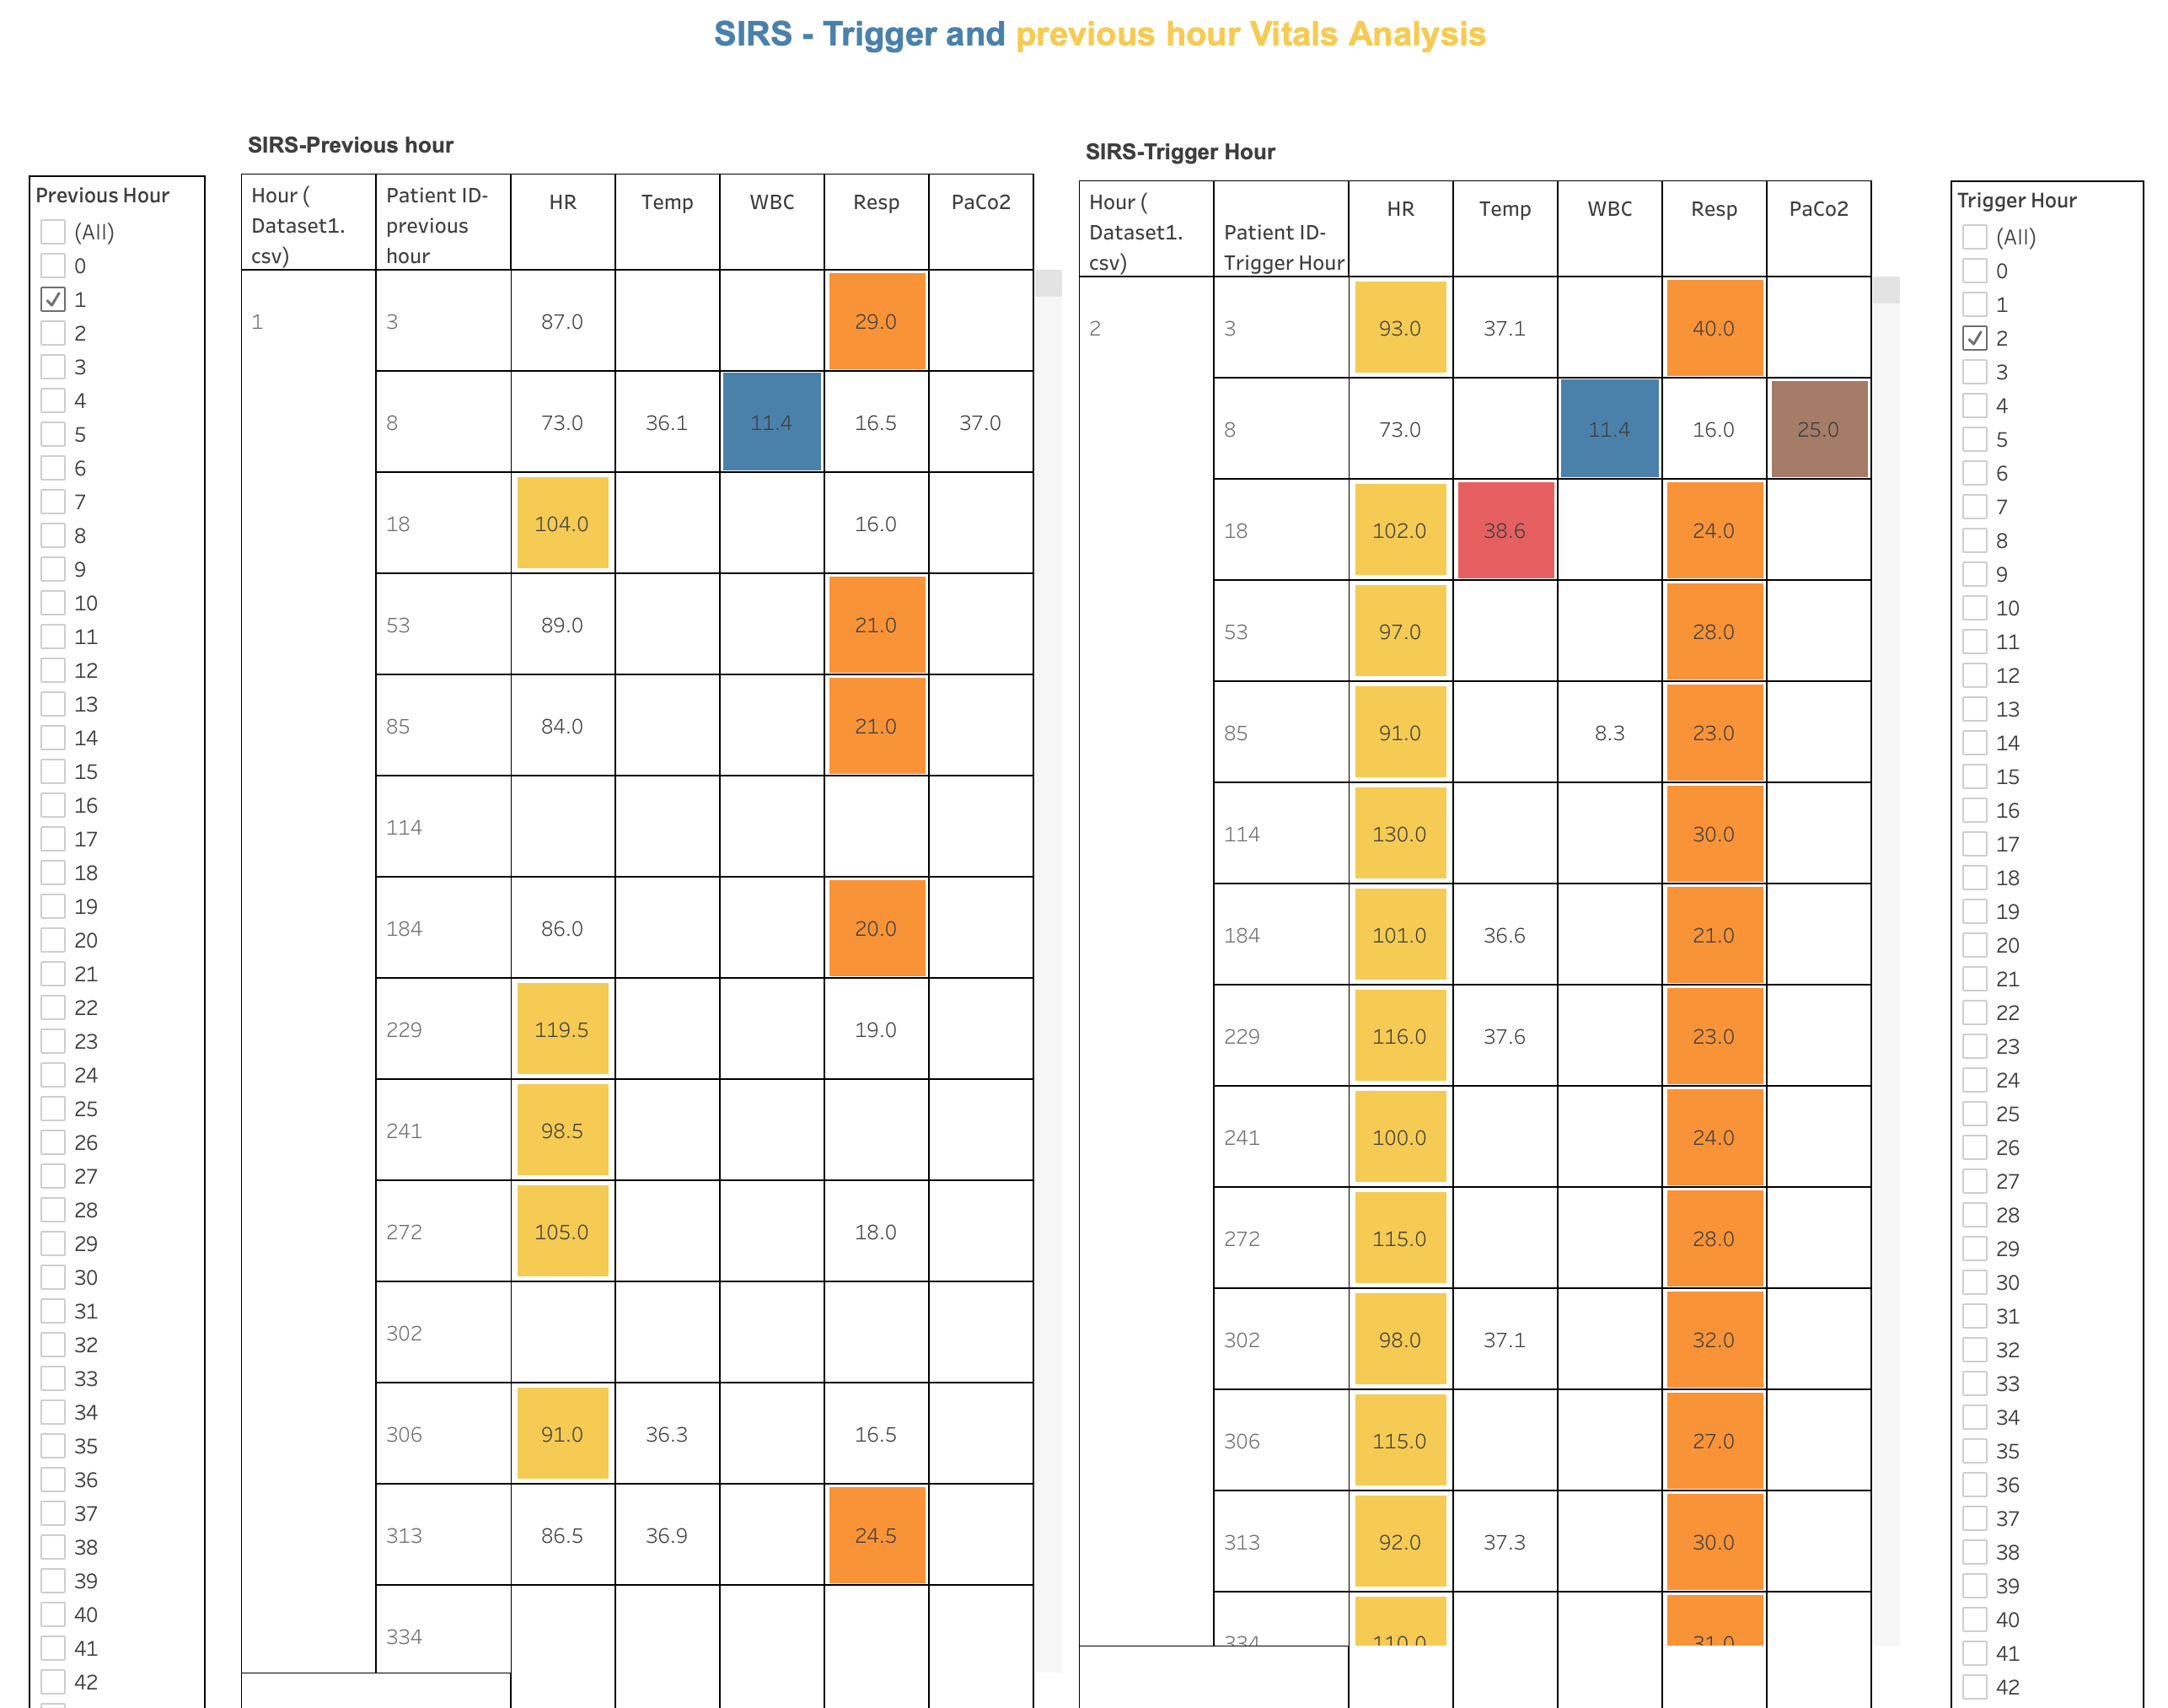 SIRS - Trigger and previous hour Vitals Analysis
Previous Hour
(All)
0
1
2
3
4
5
6
7
8
9
10
11
12
13
14
15
16
17
18
19
20
21
22
23
24
25
26
27
28
29
30
31
32
33
34
35
36
37
38
39
40
41
42
SIRS-Previous hour
Hour (
Dataset1.
csv)
Patient ID-
previous
hour
HR Temp WBC Resp PaCo2
1 3 87.0 29.0
8 73.0 36.1 11.4 16.5 37.0
18 104.0 16.0
53 89.0 21.0
85 84.0 21.0
114
184 86.0 20.0
229 119.5 19.0
241 98.5
272 105.0 18.0
302
306 91.0 36.3 16.5
313 86.5 36.9 24.5
334
SIRS-Trigger Hour
Hour (
Dataset1.
csv)
Patient ID-
Trigger Hour
HR Temp WBC Resp PaCo2
2 3 93.0 37.1 40.0
8 73.0 11.4 16.0 25.0
18 102.0 38.6 24.0
53 97.0 28.0
85 91.0 8.3 23.0
114 130.0 30.0
184 101.0 36.6 21.0
229 116.0 37.6 23.0
241 100.0 24.0
272 115.0 28.0
302 98.0 37.1 32.0
306 115.0 27.0
313 92.0 37.3 30.0
334 110.0 31.0
Trigger Hour
(All)
0
1
2
3
4
5
6
7
8
9
10
11
12
13
14
15
16
17
18
19
20
21
22
23
24
25
26
27
28
29
30
31
32
33
34
35
36
37
38
39
40
41
42